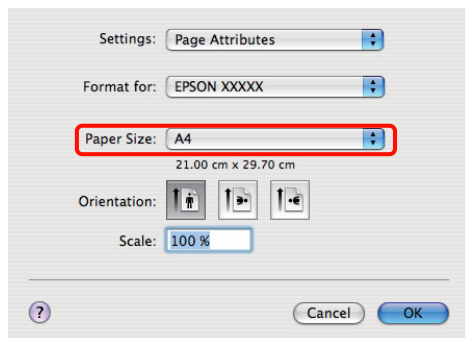 Settings: Page Attributes
Format for: EPSON XXXXX
Paper Size: A4
21.00 cm x 29.70 cm
Orientation:
Scale: 100 %
? Cancel OK